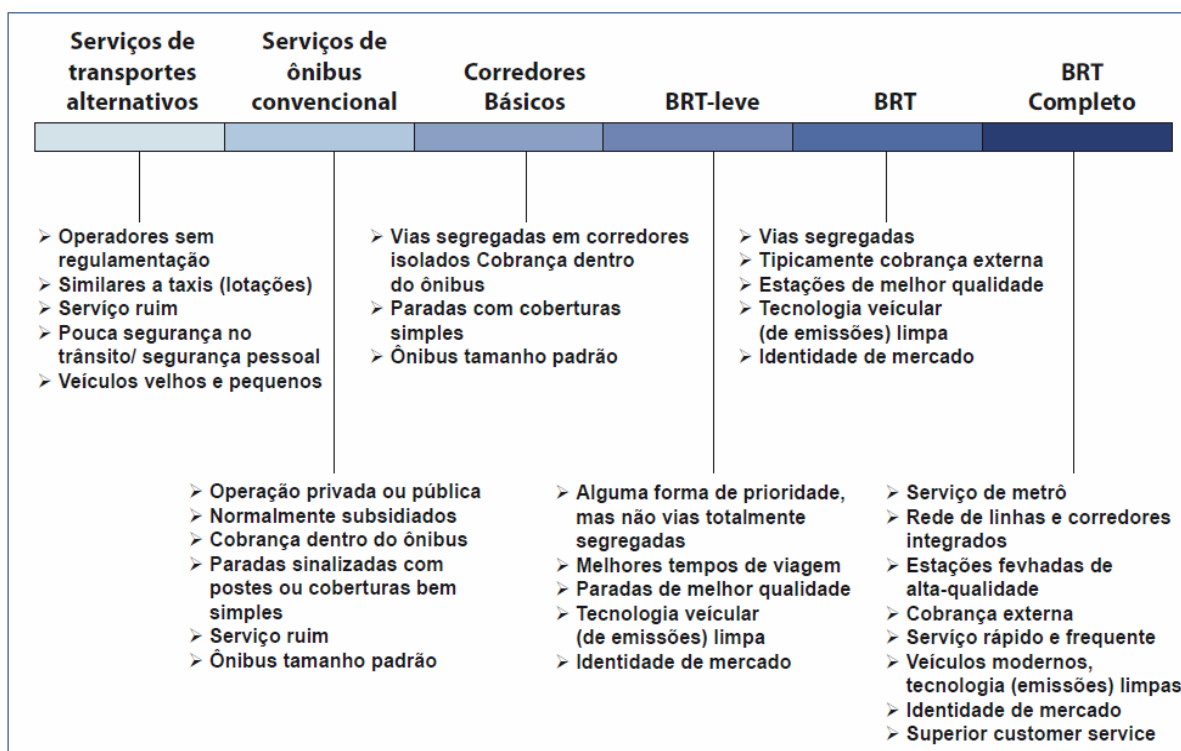 Serviços de
transportes
alternativos
Serviços de
ônibus
convencional
Corredores
Básicos
BRT-leve
BRT
BRT
Completo
➢ Operadores sem
regulamentação
➢ Similares a taxis (lotações)
➢ Serviço ruim
➢ Pouca segurança no
trânsito/ segurança pessoal
➢ Veículos velhos e pequenos
➢ Vias segregadas em corredores
isolados Cobrança dentro
do ônibus
➢ Paradas com coberturas
simples
➢ Ônibus tamanho padrão
➢ Vias segregadas
➢ Tipicamente cobrança externa
➢ Estações de melhor qualidade
➢ Tecnologia veícular
(de emissões) limpa
➢ Identidade de mercado
➢ Operação privada ou pública
➢ Normalmente subsidiados
➢ Cobrança dentro do ônibus
➢ Paradas sinalizadas com
postes ou coberturas bem
simples
➢ Serviço ruim
➢ Ônibus tamanho padrão
➢ Alguma forma de prioridade,
mas não vias totalmente
segregadas
➢ Melhores tempos de viagem
➢ Paradas de melhor qualidade
➢ Tecnologia veícular
(de emissões) limpa
➢ Identidade de mercado
➢ Serviço de metrô
➢ Rede de linhas e corredores
integrados
➢ Estações fevhadas de
alta-qualidade
➢ Cobrança externa
➢ Serviço rápido e frequente
➢ Veículos modernos,
tecnologia (emissões) limpas
➢ Identidade de mercado
➢ Superior customer service